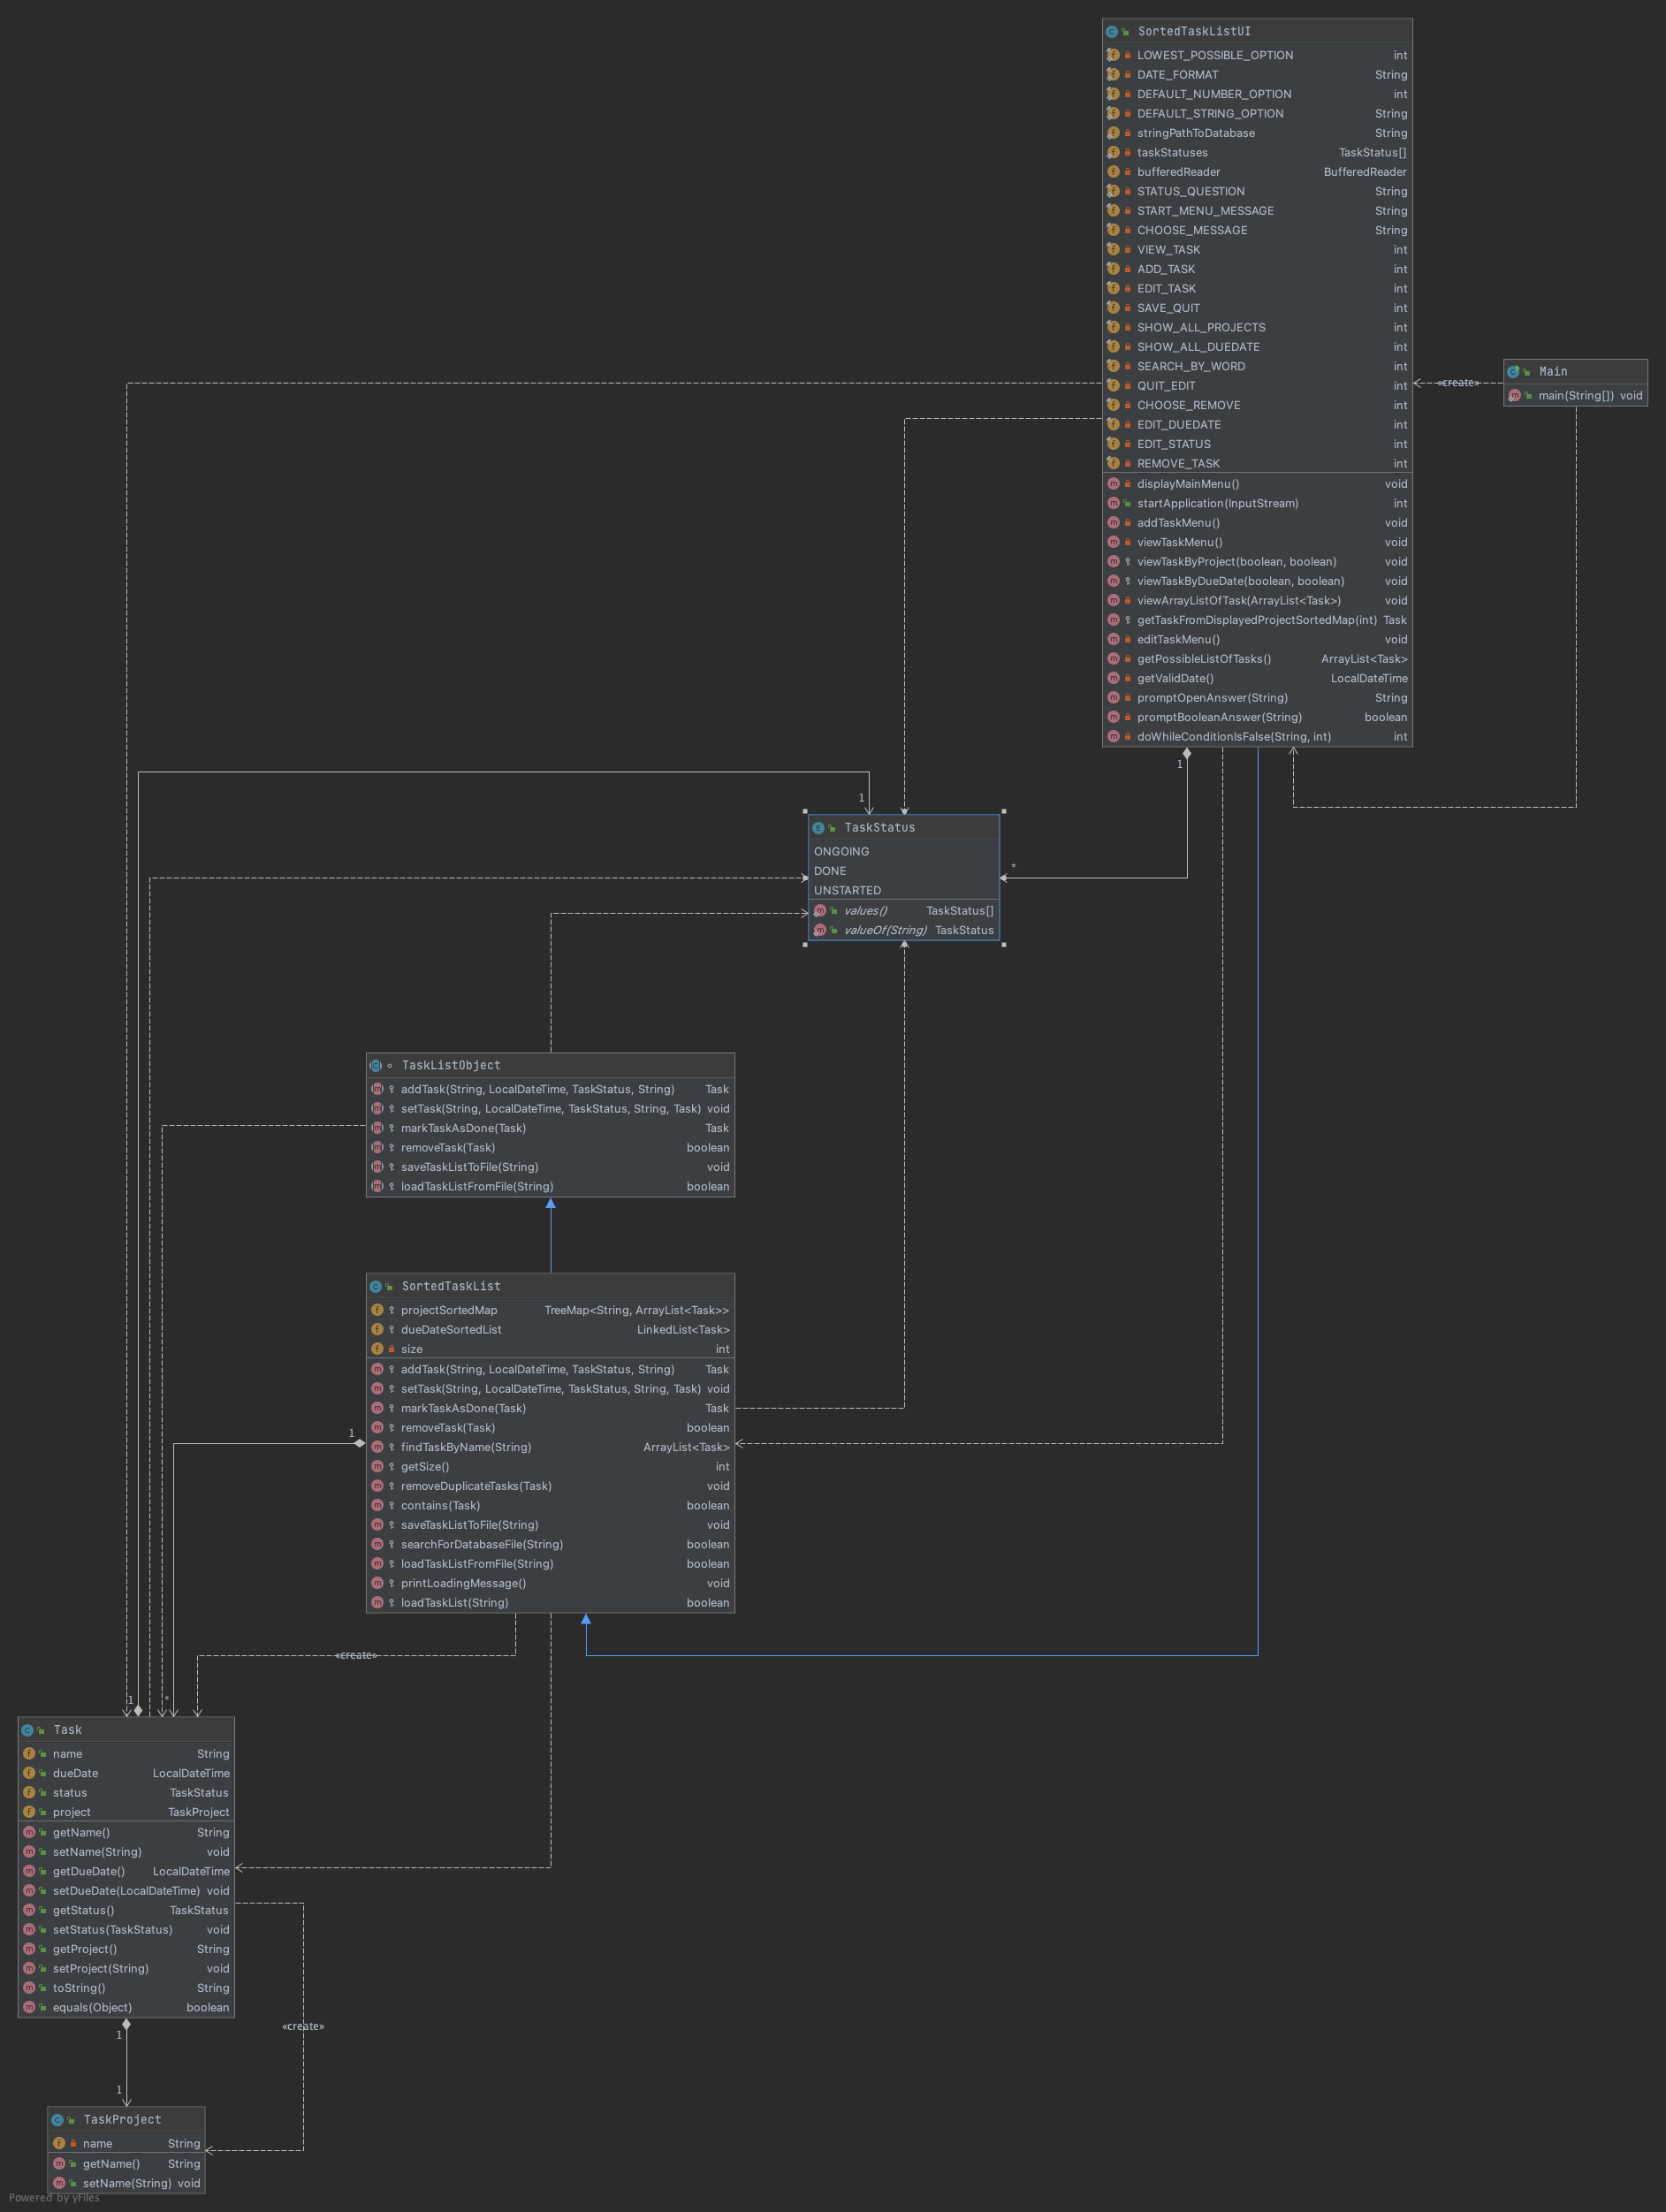 SortedTaskListUI
LOWEST_POSSIBLE_OPTION int
DATE_FORMAT String
DEFAULT_NUMBER_OPTION int
DEFAULT_STRING_OPTION String
stringPathToDatabase String
taskStatuses TaskStatus[]
bufferedReader BufferedReader
STATUS_QUESTION String
START_MENU_MESSAGE String
CHOOSE_MESSAGE String
VIEW_TASK int
ADD_TASK int
EDIT_TASK int
SAVE_QUIT int
SHOW_ALL_PROJECTS int
SHOW_ALL_DUEDATE int
SEARCH_BY_WORD int
QUIT_EDIT int
CHOOSE_REMOVE int
EDIT_DUEDATE int
EDIT_STATUS int
REMOVE_TASK int
displayMainMenu() void
startApplication(InputStream) int
addTaskMenu() void
viewTaskMenu() void
viewTaskByProject(boolean, boolean) void
viewTaskByDueDate(boolean, boolean) void
viewArrayListOfTask(ArrayList<Task>) void
getTaskFromDisplayedProjectSortedMap(int) Task
editTaskMenu() void
getPossibleListOfTasks() ArrayList<Task>
getValidDate() LocalDateTime
promptOpenAnswer(String) String
promptBooleanAnswer(String) boolean
doWhileConditionIsFalse(String, int) int
«create»
Main
main(String[]) void
1
1
*
TaskStatus
ONGOING
DONE
UNSTARTED
values() TaskStatus[]
valueOf(String) TaskStatus
TaskListObject
addTask(String, LocalDateTime, TaskStatus, String) Task
setTask(String, LocalDateTime, TaskStatus, String, Task) void
markTaskAsDone(Task) Task
removeTask(Task) boolean
saveTaskListToFile(String) void
loadTaskListFromFile(String) boolean
SortedTaskList
projectSortedMap TreeMap<String, ArrayList<Task>>
dueDateSortedList LinkedList<Task>
size int
addTask(String, LocalDateTime, TaskStatus, String) Task
setTask(String, LocalDateTime, TaskStatus, String, Task) void
markTaskAsDone(Task) Task
removeTask(Task) boolean
findTaskByName(String) ArrayList<Task>
getSize() int
removeDuplicateTasks(Task) void
contains(Task) boolean
saveTaskListToFile(String) void
searchForDatabaseFile(String) boolean
loadTaskListFromFile(String) boolean
printLoadingMessage() void
loadTaskList(String) boolean
1
«create»
1
*
Task
name String
dueDate LocalDateTime
status TaskStatus
project TaskProject
getName() String
setName(String) void
getDueDate() LocalDateTime
setDueDate(LocalDateTime) void
getStatus() TaskStatus
setStatus(TaskStatus) void
getProject() String
setProject(String) void
toString() String
equals(Object) boolean
«create»
1
1
TaskProject
name String
getName() String
setName(String) void
Powered by yFiles